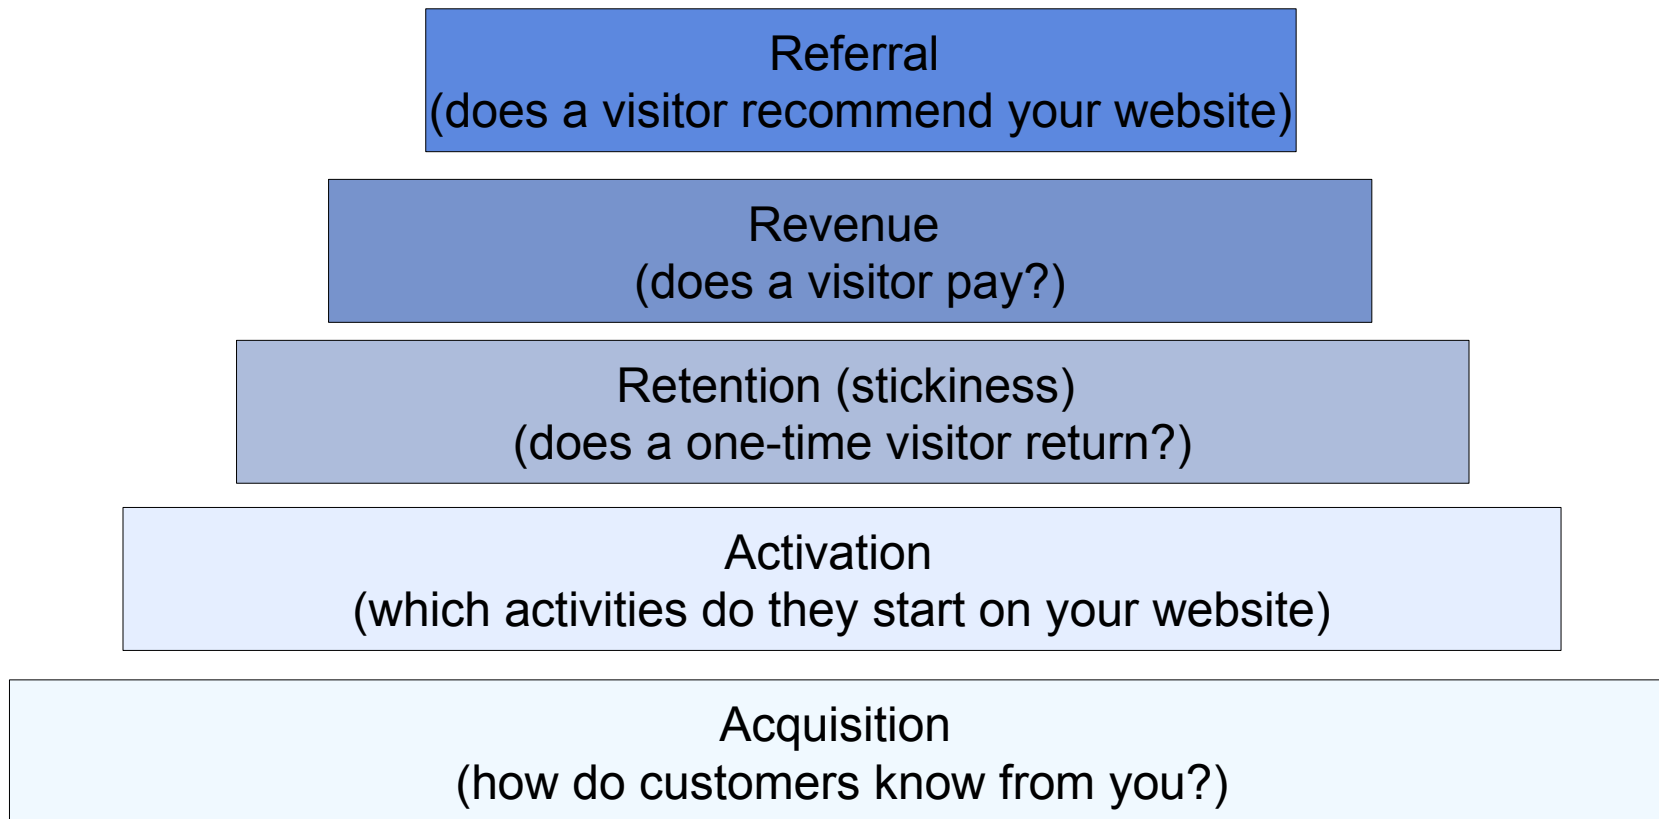 Referral
(does a visitor recommend your website)
Revenue
(does a visitor pay?)
Retention (stickiness)
(does a one-time visitor return?)
Activation
(which activities do they start on your website)
Acquisition
(how do customers know from you?)